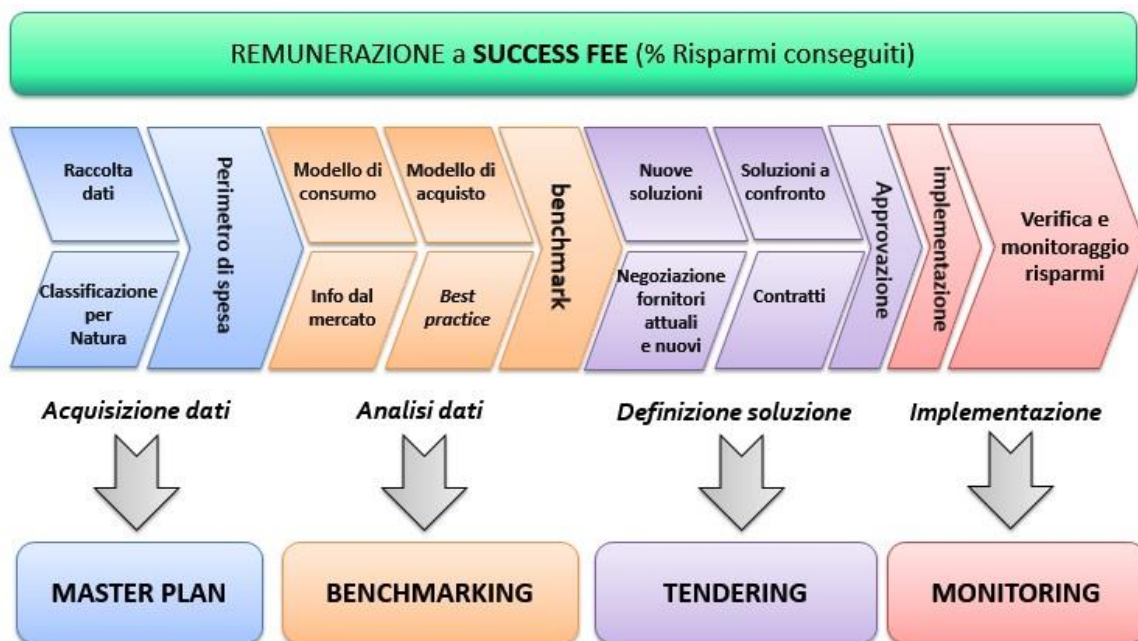 REMUNERAZIONE a SUCCESS FEE (% Risparmi conseguiti)
Raccolta
dati
Classificazione
per
Natura
Perimetro di spesa
Modello di
consumo
Modello di
acquisto
Info dal
mercato
Best
practice
benchmark
Nuove
soluzioni
Soluzioni a
confronto
Negoziazione
fornitori
attuali
e nuovi
Contratti
Approvazione
implementazione
Verifica e
monitoraggio
risparmi
Acquisizione dati
Analisi dati
Definizione soluzione
Implementazione
MASTER PLAN
BENCHMARKING
TENDERING
MONITORING